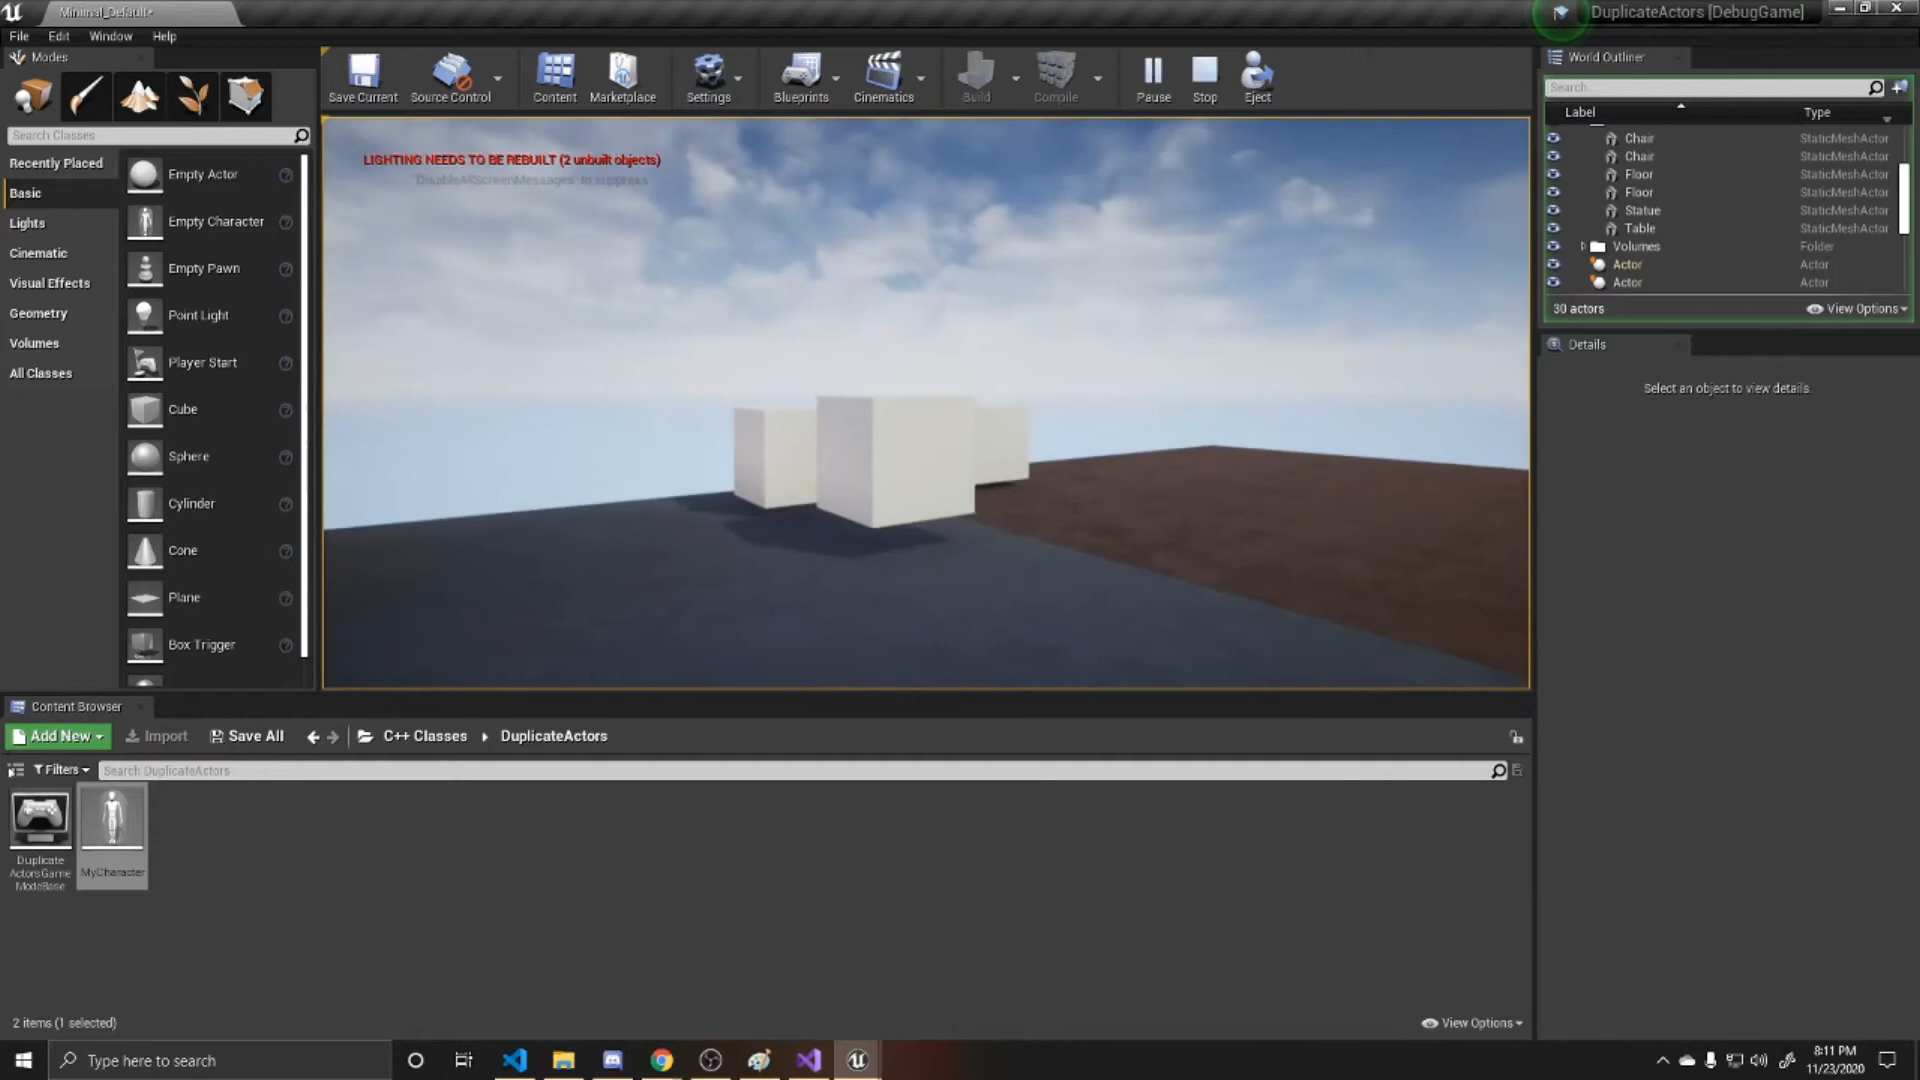 Minimal_Default*
DuplicateActors [DebugGame]
File Edit Window Help
Modes
Save Current Source Control Content Marketplace Settings Blueprints Cinematics Build Compile Pause Stop Eject
World Outliner
Search...
Label Type
Chair StaticMeshActor
Chair StaticMeshActor
Floor StaticMeshActor
Floor StaticMeshActor
Statue StaticMeshActor
Table StaticMeshActor
Volumes Folder
Actor Actor
Actor Actor
30 actors View Options
Details
Select an object to view details.
Search Classes
Recently Placed
Basic
Lights
Cinematic
Visual Effects
Geometry
Volumes
All Classes
Empty Actor
Empty Character
Empty Pawn
Point Light
Player Start
Cube
Sphere
Cylinder
Cone
Plane
Box Trigger
LIGHTING NEEDS TO BE REBUILT (2 unbuilt objects)
'DisableAllScreenMessages' to suppress
Content Browser
Add New Import Save All C++ Classes DuplicateActors
Filters Search DuplicateActors
Duplicate
ActorsGame
ModeBase
MyCharacter
2 items (1 selected)
View Options
Type here to search
8:11 PM
11/23/2020